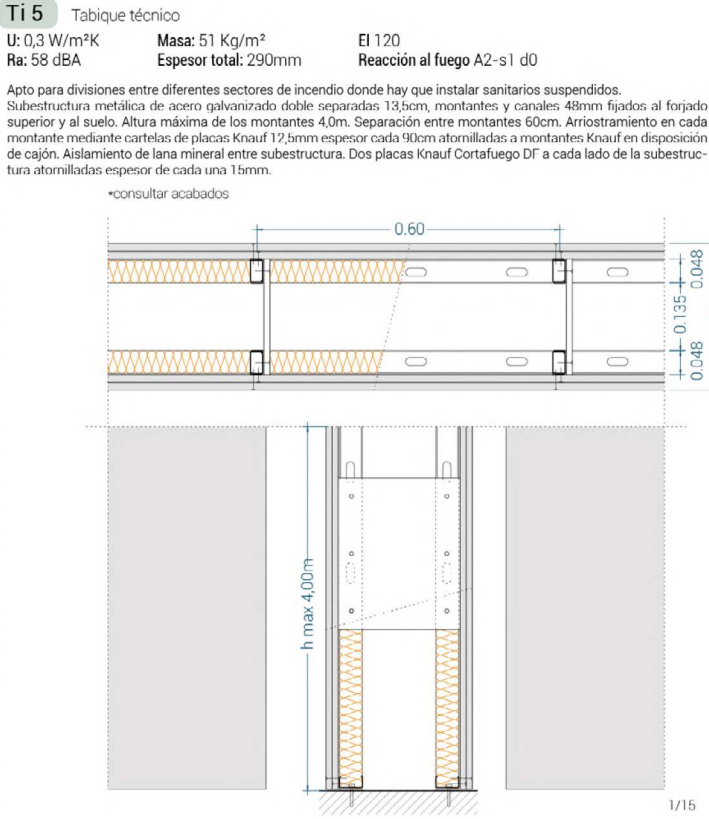 Ti 5 Tabique técnico
U: 0,3 W/m²K Masa: 51 Kg/m² EI 120
Ra: 58 dBA Espesor total: 290mm Reacción al fuego A2-s1 d0
Apto para divisiones entre diferentes sectores de incendio donde hay que instalar sanitarios suspendidos.
Subestructura metálica de acero galvanizado doble separadas 13,5cm, montantes y canales 48mm fijados al forjado
superior y al suelo. Altura máxima de los montantes 4,0m. Separación entre montantes 60cm. Arriostramiento en cada
montante mediante cartelas de placas Knauf 12,5mm espesor cada 90cm atornilladas a montantes Knauf en disposición
de cajón. Aislamiento de lana mineral entre subestructura. Dos placas Knauf Cortafuego DF a cada lado de la subestruc-
tura atornilladas espesor de cada una 15mm.
*consultar acabados
0.60
0.048
0.135
0.048
h max 4,00m
1/15